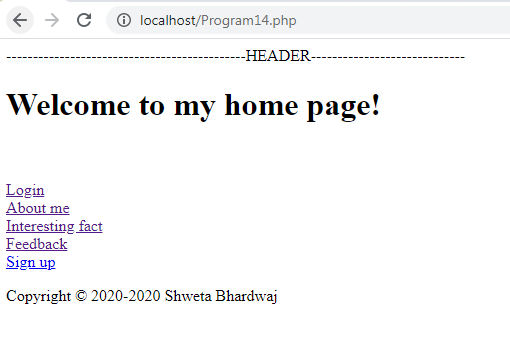 localhost/Program14.php
---------------------------------------------HEADER-----------------------------
Welcome to my home page!
Login
About me
Interesting fact
Feedback
Sign up
Copyright © 2020-2020 Shweta Bhardwaj